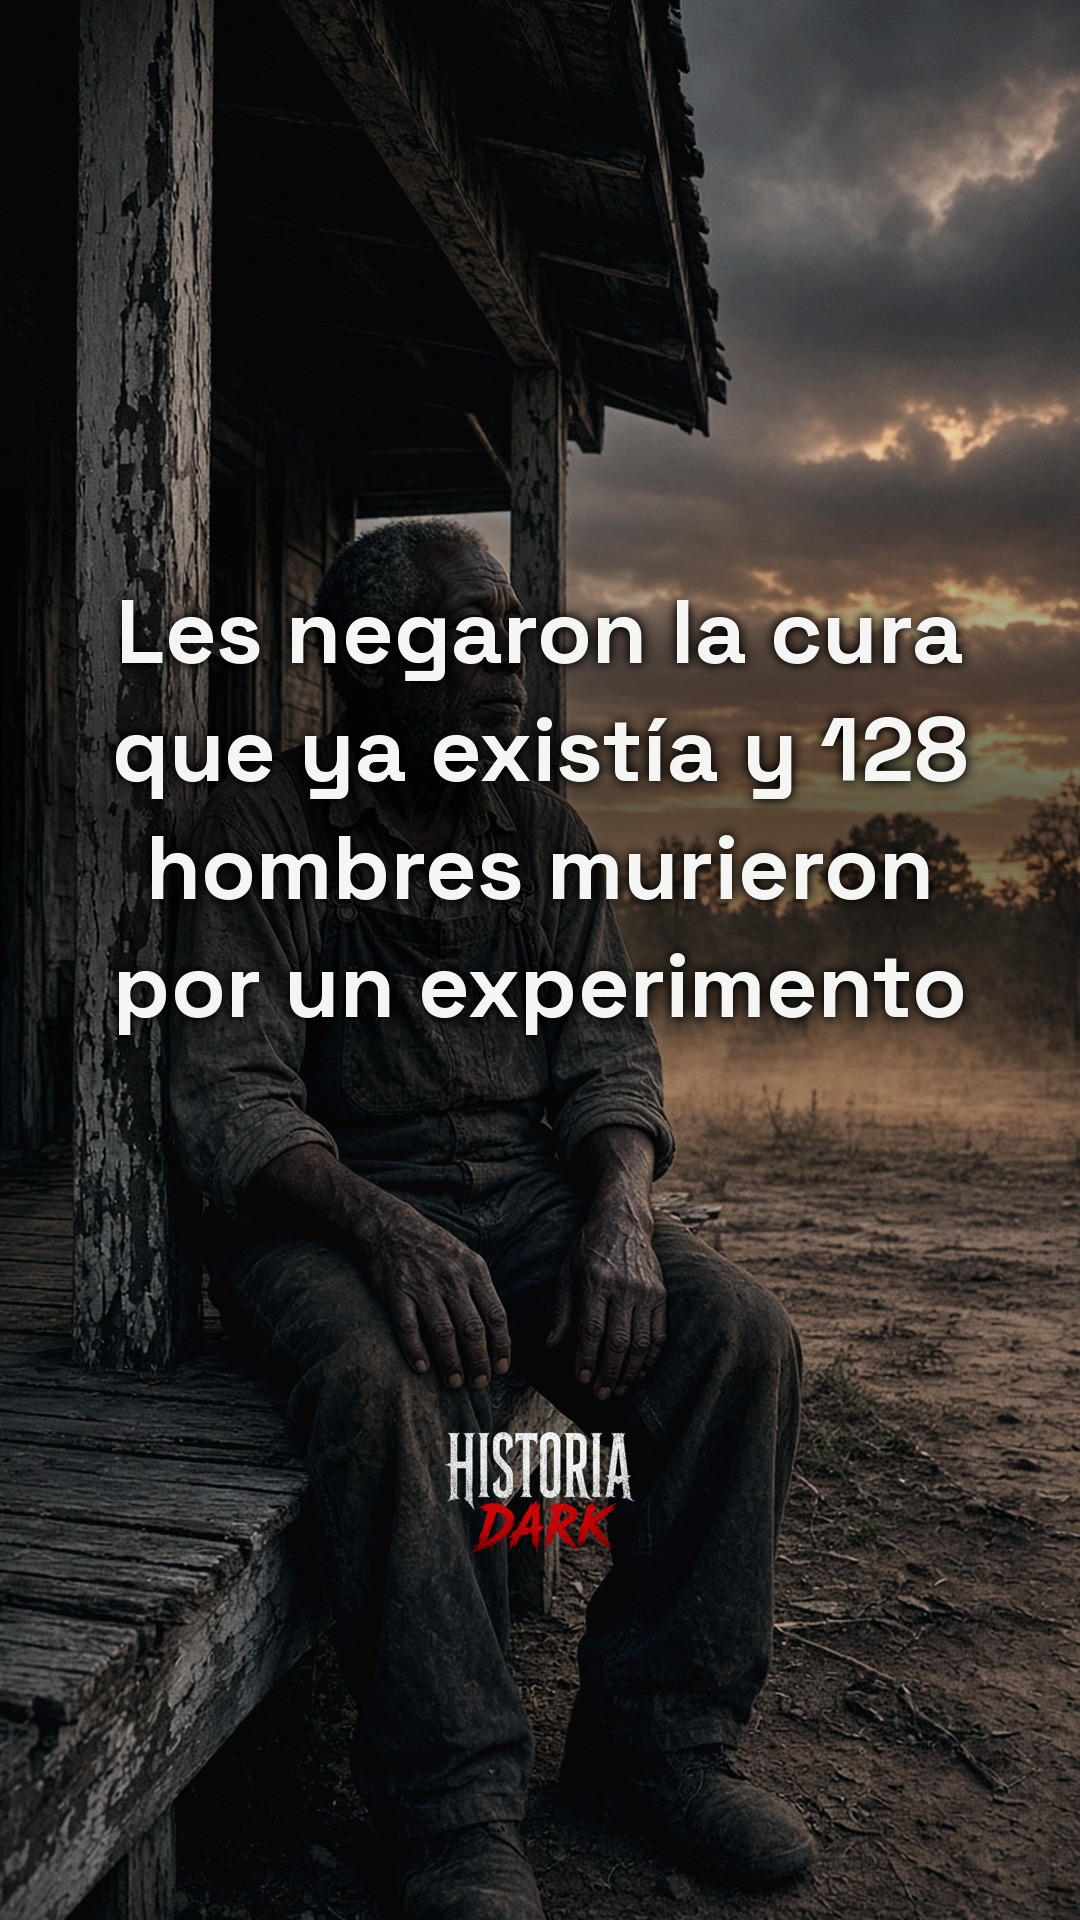 Les negaron la cura
que ya existía y 128
hombres murieron
por un experimento
HISTORIA
DARK